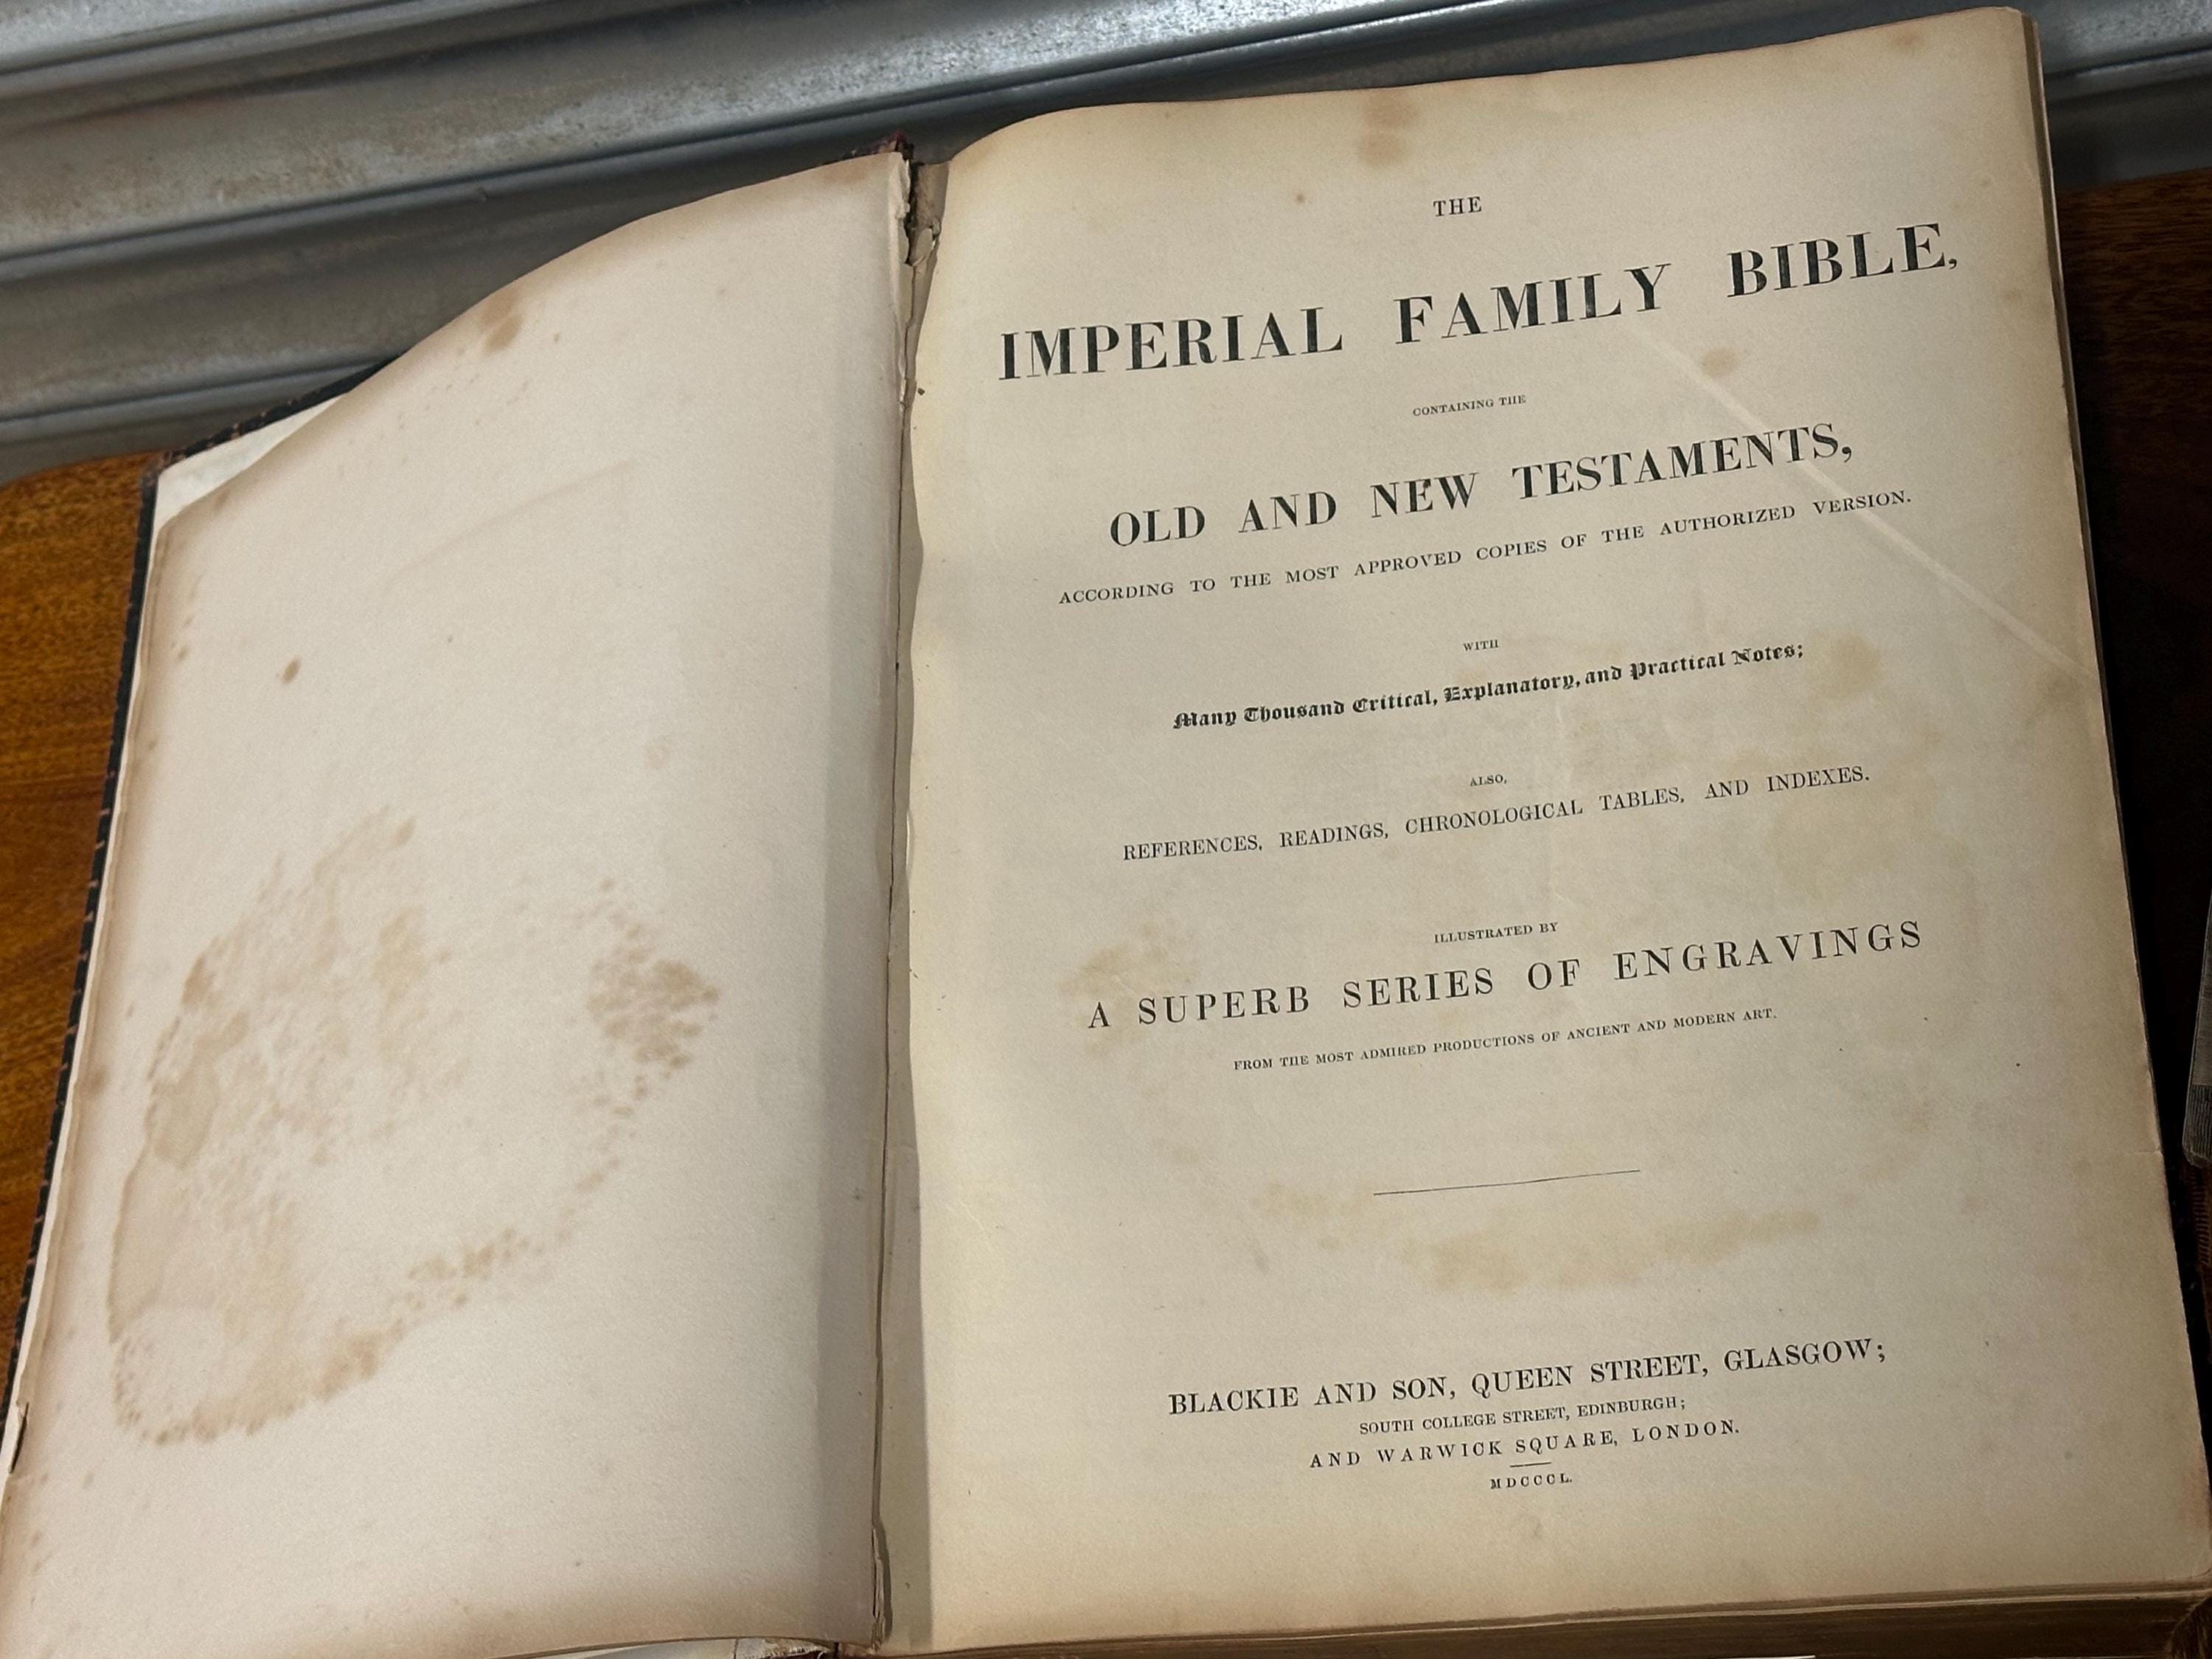 THE
IMPERIAL FAMILY BIBLE,
CONTAINING THE
OLD AND NEW TESTAMENTS,
ACCORDING TO THE MOST APPROVED COPIES OF THE AUTHORIZED VERSION.
WITH
Many Thousand Critical, Explanatory, and Practical Notes;
ALSO,
REFERENCES, READINGS, CHRONOLOGICAL TABLES, AND INDEXES.
ILLUSTRATED BY
A SUPERB SERIES OF ENGRAVINGS
FROM THE MOST ADMIRED PRODUCTIONS OF ANCIENT AND MODERN ART.
BLACKIE AND SON, QUEEN STREET, GLASGOW;
SOUTH COLLEGE STREET, EDINBURGH;
AND WARWICK SQUARE, LONDON.
MDCCCL.